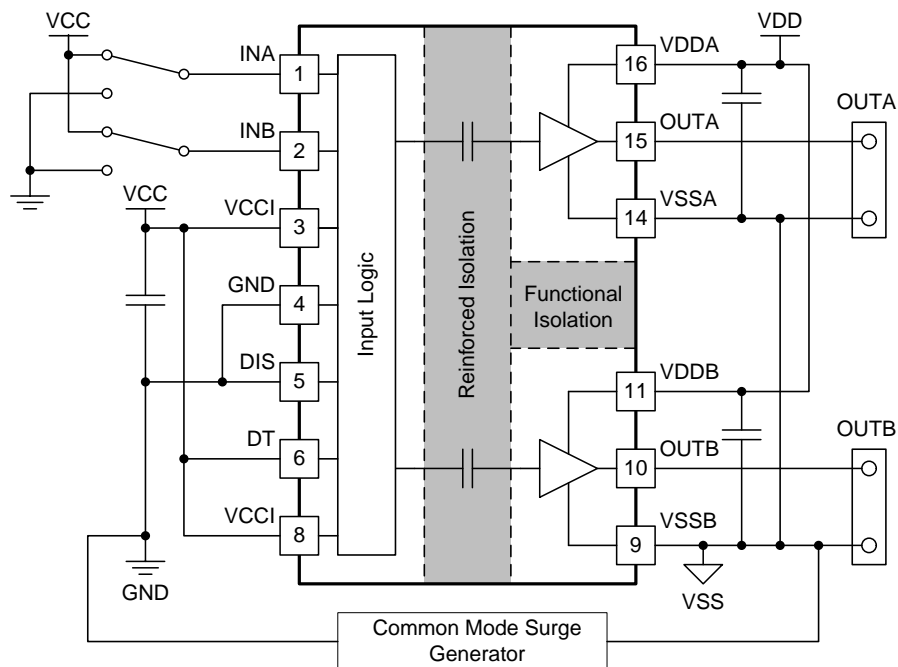 VCC
INA
1
INB
2
VCC
VCCI
3
GND
4
DIS
5
DT
6
VCCI
8
GND
Input Logic
Reinforced Isolation
Functional
Isolation
VDDA
16
VDD
OUTA
15
OUTA
VSSA
14
VDDB
11
OUTB
10
OUTB
VSSB
9
VSS
Common Mode Surge
Generator